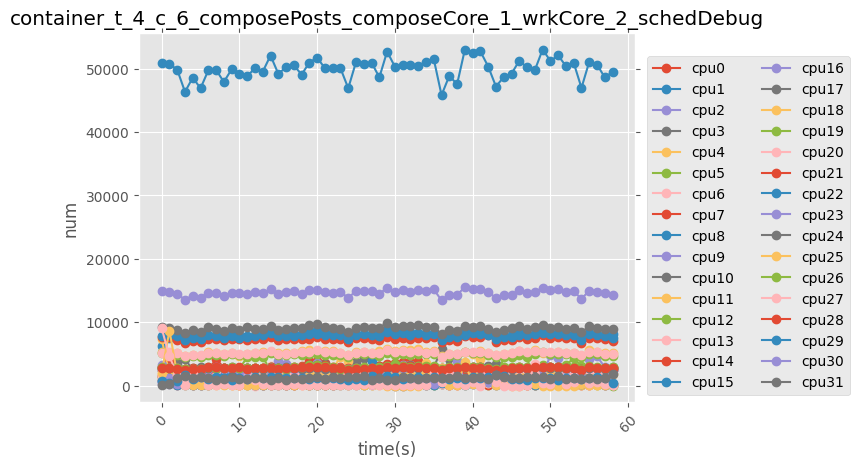 container_t_4_c_6_composePosts_composeCore_1_wrkCore_2_schedDebug
50000
40000
30000
20000
10000
0
num
0
10
20
30
40
50
60
time(s)
cpu0
cpu1
cpu2
cpu3
cpu4
cpu5
cpu6
cpu7
cpu8
cpu9
cpu10
cpu11
cpu12
cpu13
cpu14
cpu15
cpu16
cpu17
cpu18
cpu19
cpu20
cpu21
cpu22
cpu23
cpu24
cpu25
cpu26
cpu27
cpu28
cpu29
cpu30
cpu31